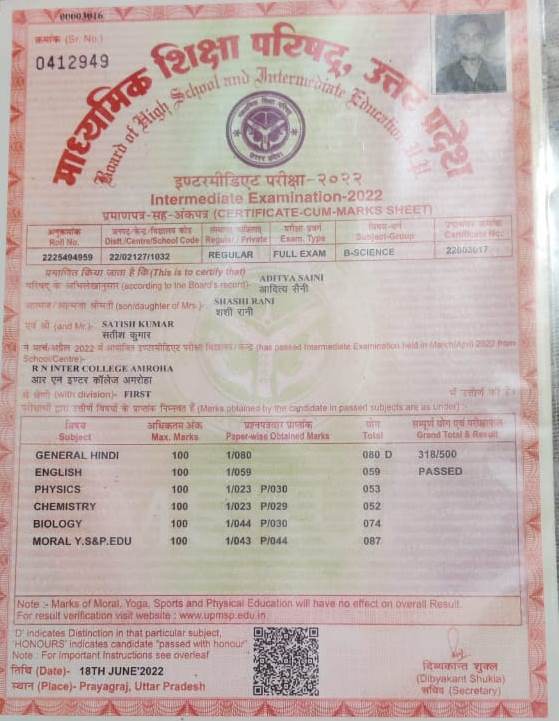 00003016
क्रमांक (Sr. No.)
0412949
माध्यमिक शिक्षा परिषद, उत्तर प्रदेश
Board of High School and Intermediate Education U.P.
इण्टरमीडिएट परीक्षा-२०२२
Intermediate Examination-2022
प्रमाणपत्र-सह-अंकपत्र (CERTIFICATE-CUM-MARKS SHEET)
अनुक्रमांक जनपद/केन्द्र/विद्यालय कोड संस्थागत/व्यक्तिगत परीक्षा प्रकार विषय-वर्ग प्रमाणपत्र क्रमांक
Roll No. Distt./Centre/School Code Regular / Private Exam. Type Subject-Group Certificate No.
2225494959 22/02127/1032 REGULAR FULL EXAM B-SCIENCE 22603017
प्रमाणित किया जाता है कि(This is to certify that)
परिषद के अभिलेखानुसार (according to the Board's record)- ADITYA SAINI
आदित्य सैनी
आत्मज/आत्मजा श्रीमती (son/daughter of Mrs.)- SHASHI RANI
शशी रानी
एवं श्री (and Mr.)- SATISH KUMAR
सतीश कुमार
ने मार्च/अप्रैल 2022 में आयोजित इण्टरमीडिएट परीक्षा विद्यालय/केन्द्र (has passed Intermediate Examination held in March/April 2022 from
School/Centre)-
R N INTER COLLEGE AMROHA
आर एन इण्टर कॉलेज अमरोहा
से श्रेणी (with division)- FIRST में उत्तीर्ण की है।
परीक्षार्थी द्वारा उत्तीर्ण विषयों के प्राप्तांक निम्नवत हैं (Marks obtained by the candidate in passed subjects are as under) :-
विषय अधिकतम अंक प्रश्नपत्रवार प्राप्तांक योग सम्पूर्ण योग एवं परीक्षाफल
Subject Max. Marks Paper-wise Obtained Marks Total Grand Total & Result
GENERAL HINDI 100 1/080 080 D 318/500
ENGLISH 100 1/059 059 PASSED
PHYSICS 100 1/023 P/030 053
CHEMISTRY 100 1/023 P/029 052
BIOLOGY 100 1/044 P/030 074
MORAL Y.S&P.EDU 100 1/043 P/044 087
Note :- Marks of Moral, Yoga, Sports and Physical Education will have no effect on overall Result.
For result verification visit website : www.upmsp.edu.in
'D' indicates Distinction in that particular subject,
HONOURS' indicates candidate "passed with honour"
Note : For Important Instructions see overleaf
तिथि (Date)- 18TH JUNE'2022
स्थान (Place)- Prayagraj, Uttar Pradesh
दिव्यकान्त शुक्ल
(Dibyakant Shukla)
सचिव (Secretary)